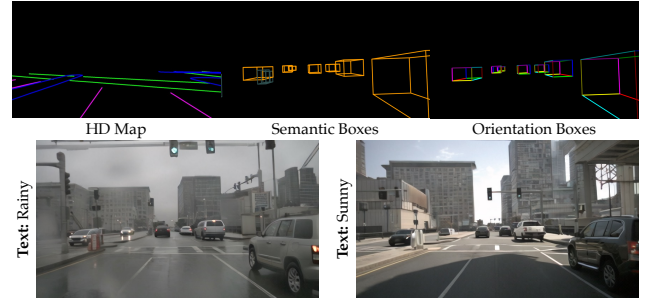 HD Map
Semantic Boxes
Orientation Boxes
Text: Rainy
Text: Sunny